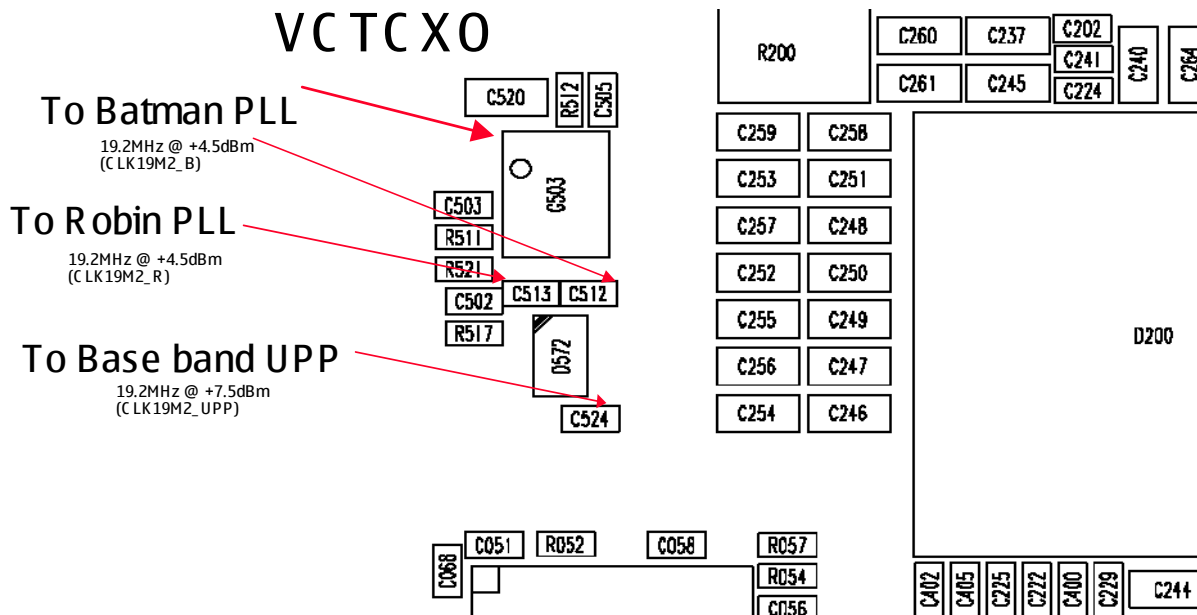 VCTCXO
To Batman PLL
19.2MHz @ +4.5dBm
(CLK19M2_B)
To Robin PLL
19.2MHz @ +4.5dBm
(CLK19M2_R)
To Base band UPP
19.2MHz @ +7.5dBm
(CLK19M2_UPP)
C520
R512
C505
G503
C503
R511
R521
C502
C513
C512
R517
D572
C524
R200
C260
C237
C202
C241
C240
C264
C261
C245
C224
C259
C258
C253
C251
C257
C248
C252
C250
C255
C249
D200
C256
C247
C254
C246
C068
C051
R052
C058
R057
R054
C056
C402
C405
C225
C222
C400
C229
C244